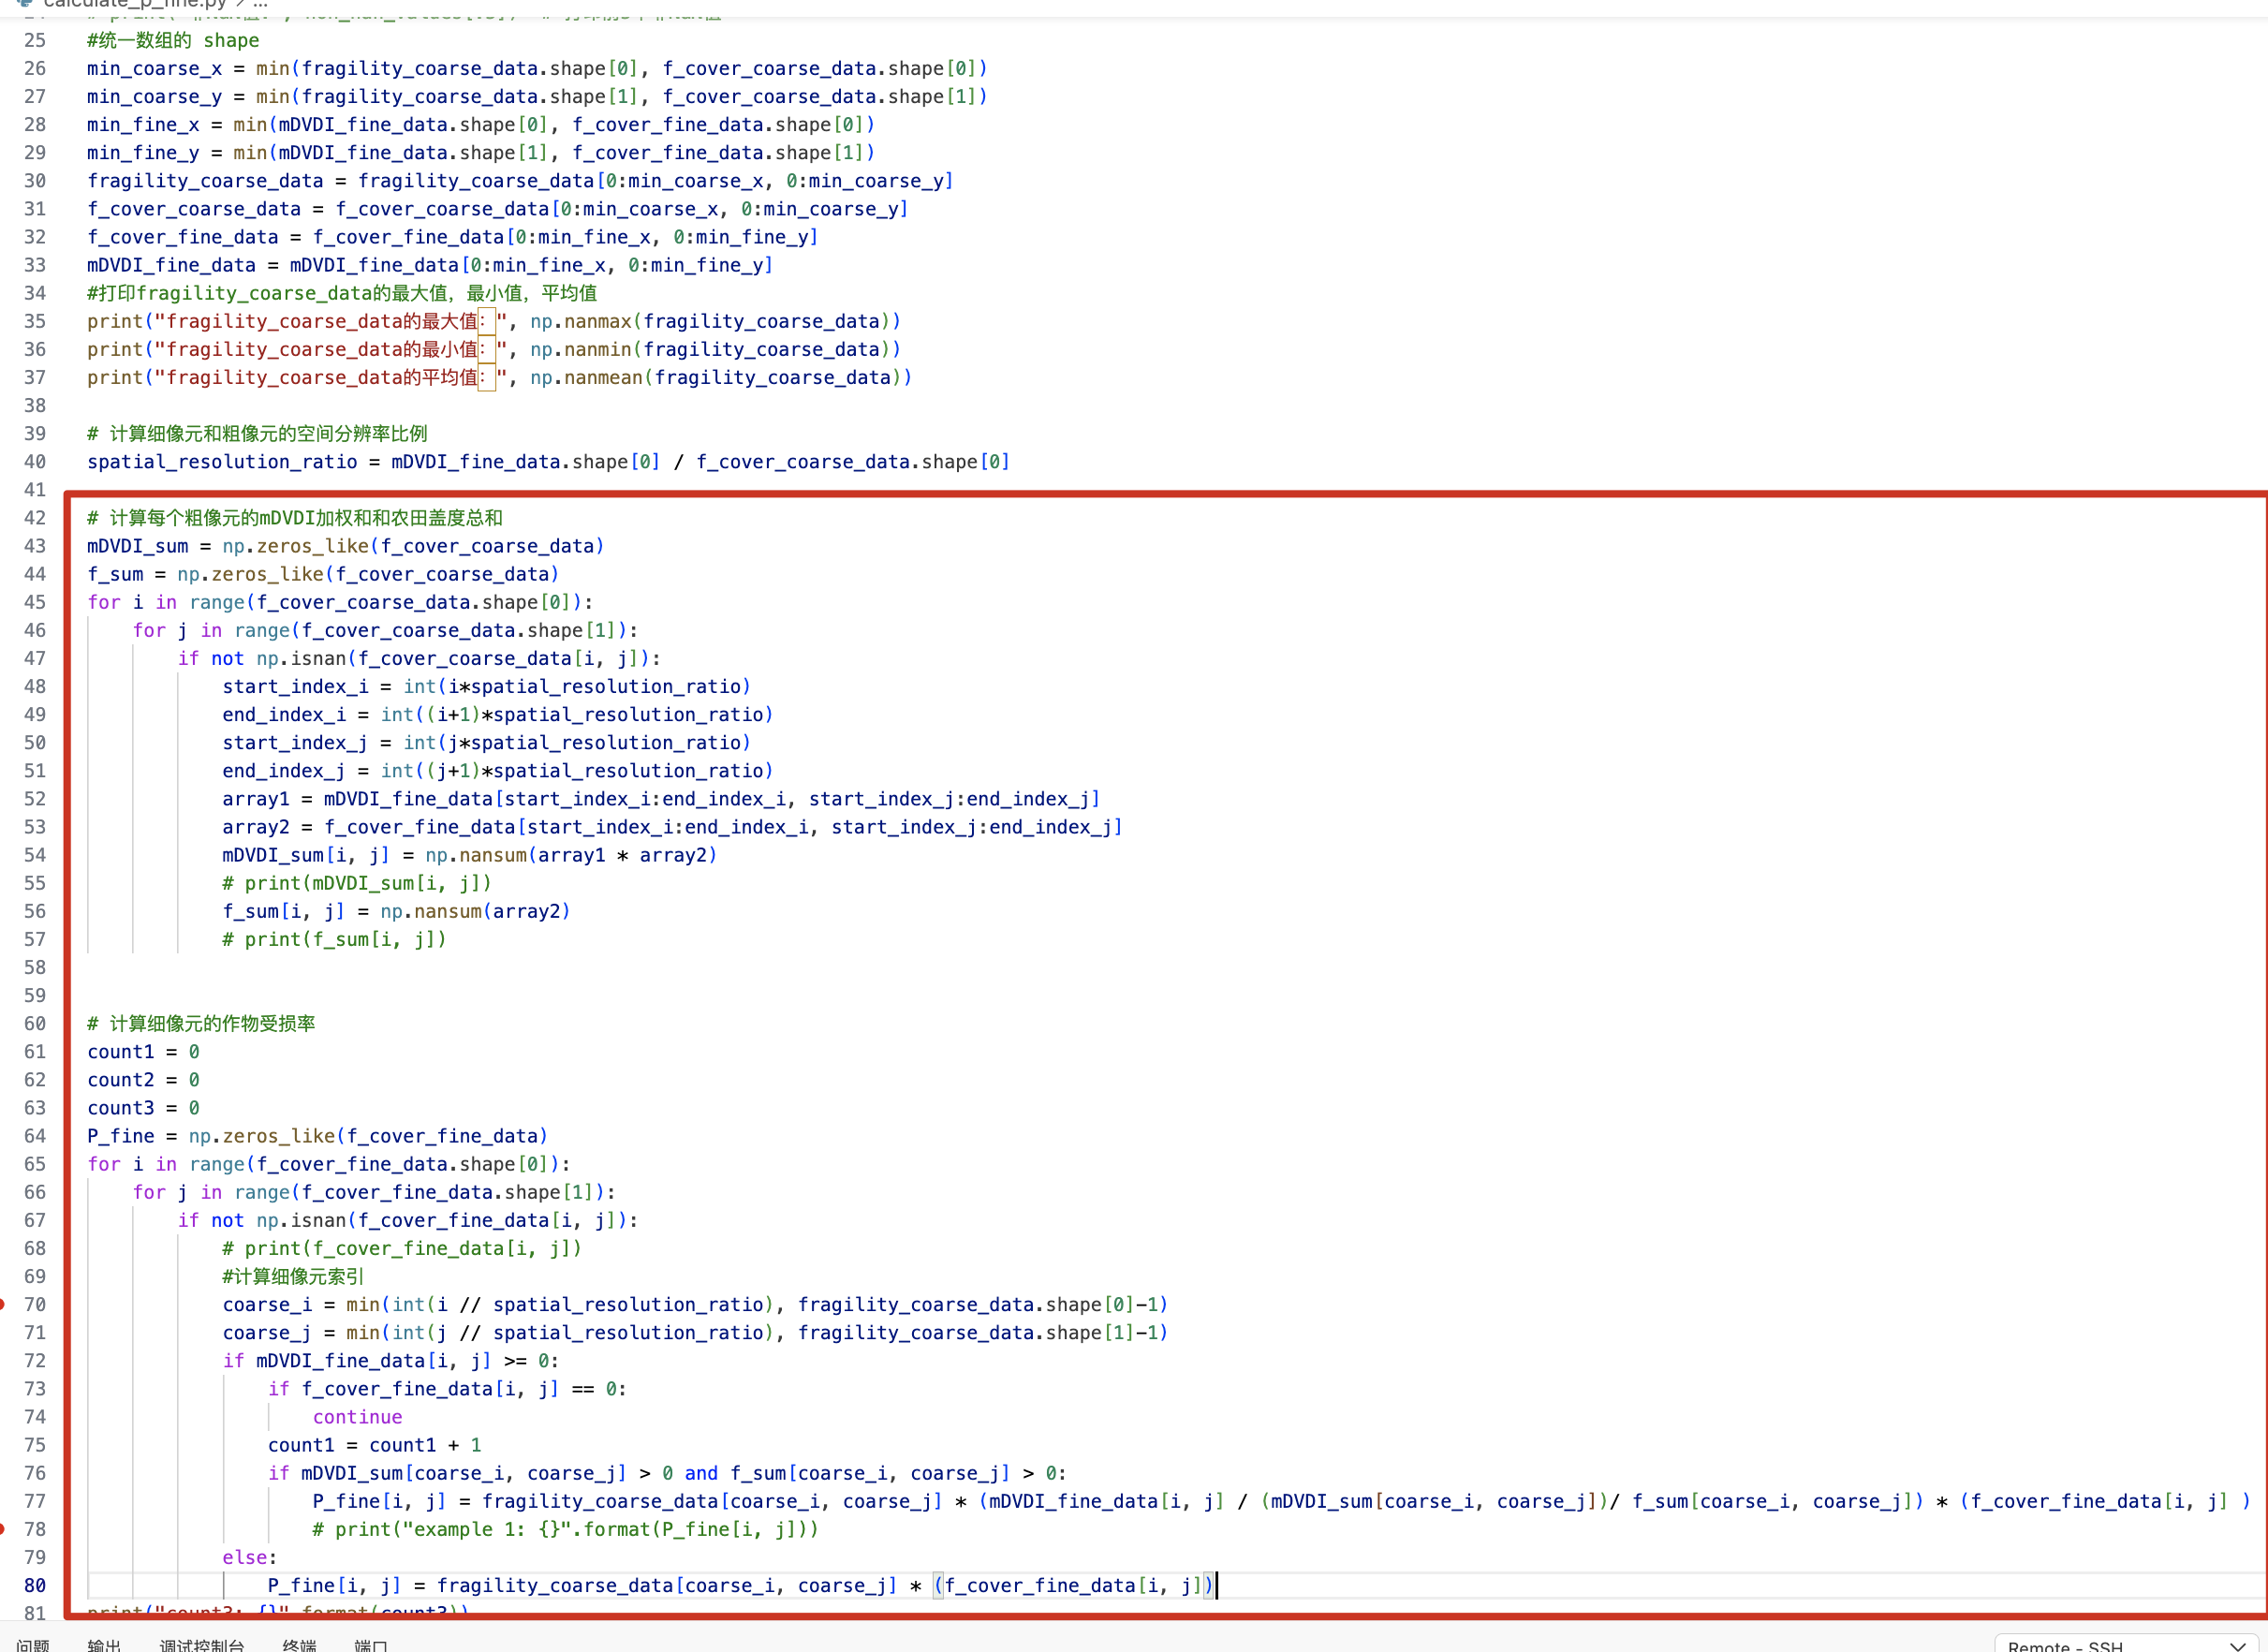 calculate_p_fine.py > ...
25 #统一数组的 shape
26 min_coarse_x = min(fragility_coarse_data.shape[0], f_cover_coarse_data.shape[0])
27 min_coarse_y = min(fragility_coarse_data.shape[1], f_cover_coarse_data.shape[1])
28 min_fine_x = min(mDVDI_fine_data.shape[0], f_cover_fine_data.shape[0])
29 min_fine_y = min(mDVDI_fine_data.shape[1], f_cover_fine_data.shape[1])
30 fragility_coarse_data = fragility_coarse_data[0:min_coarse_x, 0:min_coarse_y]
31 f_cover_coarse_data = f_cover_coarse_data[0:min_coarse_x, 0:min_coarse_y]
32 f_cover_fine_data = f_cover_fine_data[0:min_fine_x, 0:min_fine_y]
33 mDVDI_fine_data = mDVDI_fine_data[0:min_fine_x, 0:min_fine_y]
34 #打印fragility_coarse_data的最大值，最小值，平均值
35 print("fragility_coarse_data的最大值：", np.nanmax(fragility_coarse_data))
36 print("fragility_coarse_data的最小值：", np.nanmin(fragility_coarse_data))
37 print("fragility_coarse_data的平均值：", np.nanmean(fragility_coarse_data))
38
39 # 计算细像元和粗像元的空间分辨率比例
40 spatial_resolution_ratio = mDVDI_fine_data.shape[0] / f_cover_coarse_data.shape[0]
41
42 # 计算每个粗像元的mDVDI加权和和农田盖度总和
43 mDVDI_sum = np.zeros_like(f_cover_coarse_data)
44 f_sum = np.zeros_like(f_cover_coarse_data)
45 for i in range(f_cover_coarse_data.shape[0]):
46 for j in range(f_cover_coarse_data.shape[1]):
47 if not np.isnan(f_cover_coarse_data[i, j]):
48 start_index_i = int(i*spatial_resolution_ratio)
49 end_index_i = int((i+1)*spatial_resolution_ratio)
50 start_index_j = int(j*spatial_resolution_ratio)
51 end_index_j = int((j+1)*spatial_resolution_ratio)
52 array1 = mDVDI_fine_data[start_index_i:end_index_i, start_index_j:end_index_j]
53 array2 = f_cover_fine_data[start_index_i:end_index_i, start_index_j:end_index_j]
54 mDVDI_sum[i, j] = np.nansum(array1 * array2)
55 # print(mDVDI_sum[i, j])
56 f_sum[i, j] = np.nansum(array2)
57 # print(f_sum[i, j])
58
59
60 # 计算细像元的作物受损率
61 count1 = 0
62 count2 = 0
63 count3 = 0
64 P_fine = np.zeros_like(f_cover_fine_data)
65 for i in range(f_cover_fine_data.shape[0]):
66 for j in range(f_cover_fine_data.shape[1]):
67 if not np.isnan(f_cover_fine_data[i, j]):
68 # print(f_cover_fine_data[i, j])
69 #计算细像元索引
70 coarse_i = min(int(i // spatial_resolution_ratio), fragility_coarse_data.shape[0]-1)
71 coarse_j = min(int(j // spatial_resolution_ratio), fragility_coarse_data.shape[1]-1)
72 if mDVDI_fine_data[i, j] >= 0:
73 if f_cover_fine_data[i, j] == 0:
74 continue
75 count1 = count1 + 1
76 if mDVDI_sum[coarse_i, coarse_j] > 0 and f_sum[coarse_i, coarse_j] > 0:
77 P_fine[i, j] = fragility_coarse_data[coarse_i, coarse_j] * (mDVDI_fine_data[i, j] / (mDVDI_sum[coarse_i, coarse_j])/ f_sum[coarse_i, coarse_j]) * (f_cover_fine_data[i, j] )
78 # print("example 1: {}".format(P_fine[i, j]))
79 else:
80 P_fine[i, j] = fragility_coarse_data[coarse_i, coarse_j] * (f_cover_fine_data[i, j])
81 print("count3: {}".format(count3))
问题 输出 调试控制台 终端 端口 Remote - SSH